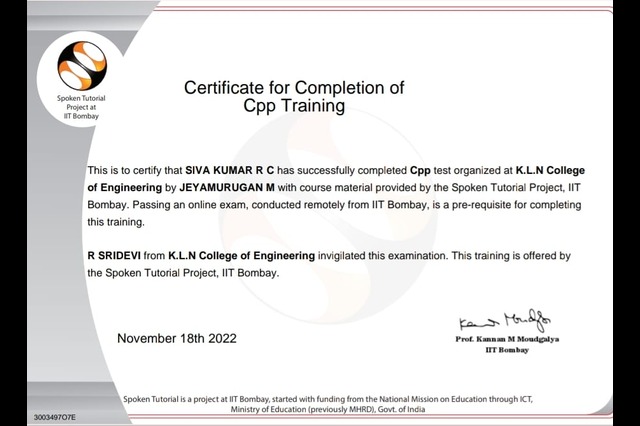 Spoken Tutorial
Project at
IIT Bombay
Certificate for Completion of
Cpp Training
This is to certify that SIVA KUMAR R C has successfully completed Cpp test organized at K.L.N College
of Engineering by JEYAMURUGAN M with course material provided by the Spoken Tutorial Project, IIT
Bombay. Passing an online exam, conducted remotely from IIT Bombay, is a pre-requisite for completing
this training.
R SRIDEVI from K.L.N College of Engineering invigilated this examination. This training is offered by
the Spoken Tutorial Project, IIT Bombay.
November 18th 2022
Prof. Kannan M Moudgalya
IIT Bombay
Spoken Tutorial is a project at IIT Bombay, started with funding from the National Mission on Education through ICT,
Ministry of Education (previously MHRD), Govt. of India
3003497O7E